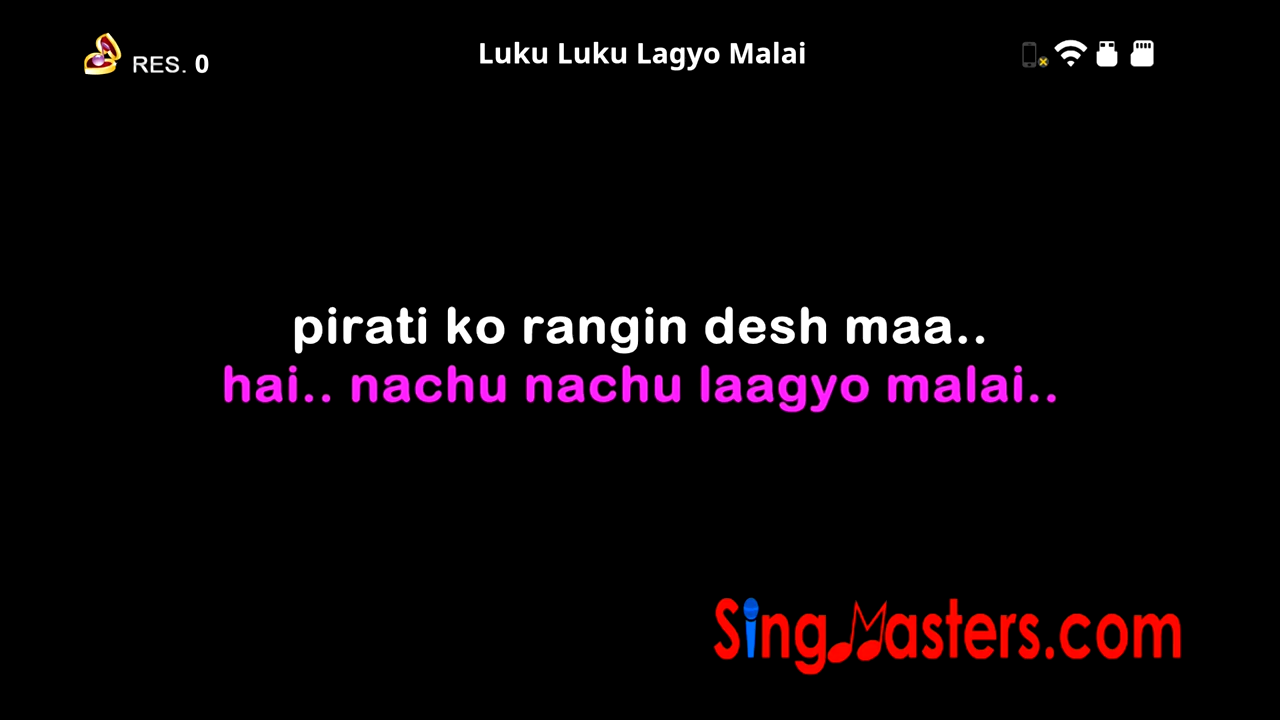 RES. 0
Luku Luku Lagyo Malai
pirati ko rangin desh maa..
hai.. nachu nachu laagyo malai..
SingMasters.com